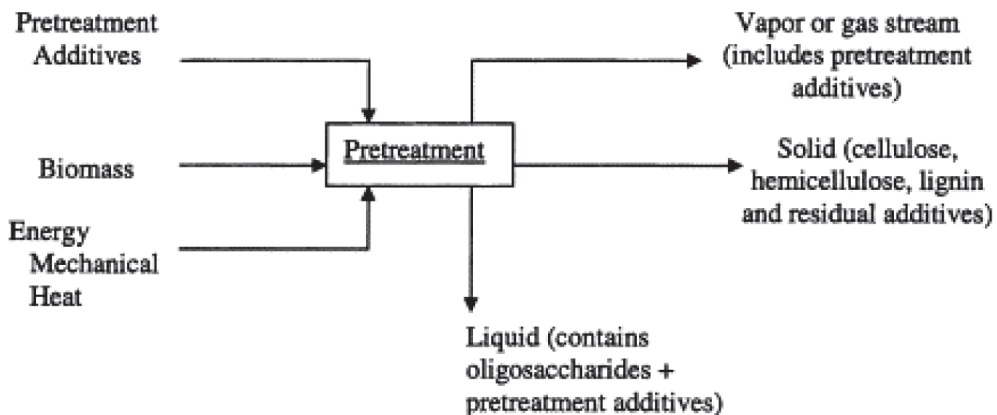 Pretreatment
Additives
Vapor or gas stream
(includes pretreatment
additives)
Pretreatment
Biomass
Solid (cellulose,
hemicellulose, lignin
and residual additives)
Energy
Mechanical
Heat
Liquid (contains
oligosaccharides +
pretreatment additives)